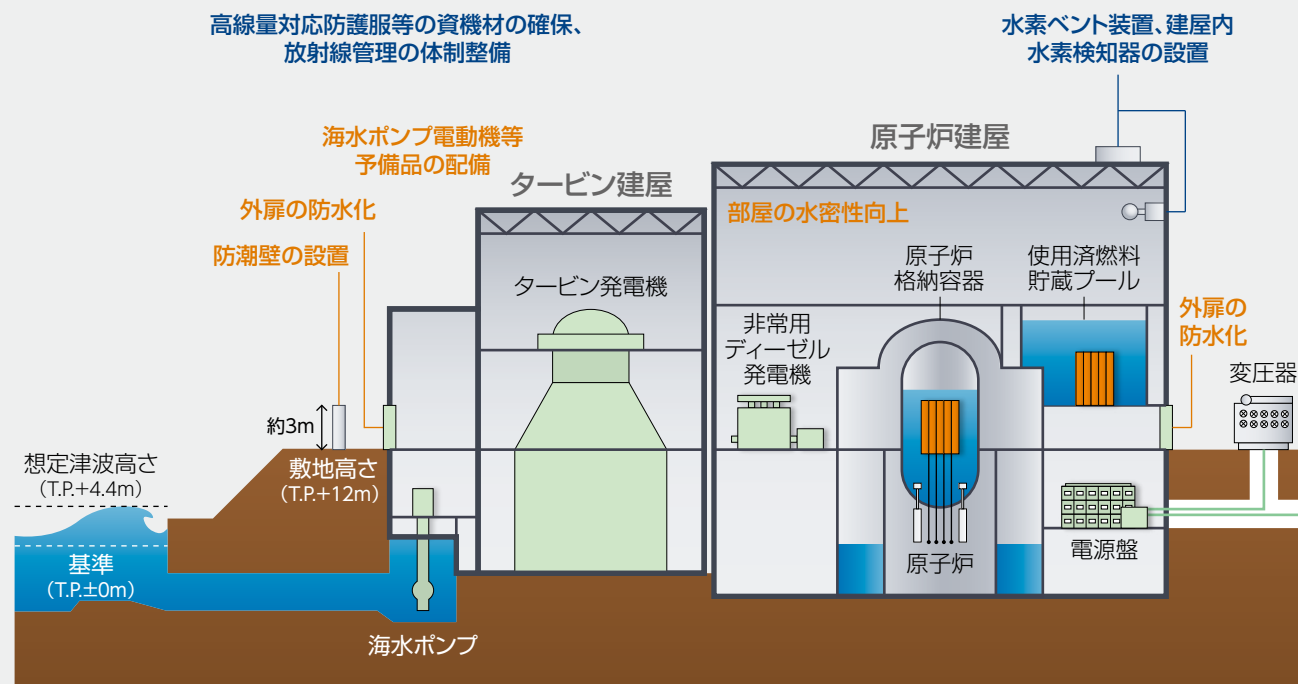 高線量対応防護服等の資機材の確保、
放射線管理の体制整備
水素ベント装置、建屋内
水素検知器の設置
海水ポンプ電動機等
予備品の配備
原子炉建屋
タービン建屋
外扉の防水化
部屋の水密性向上
防潮壁の設置
原子炉
格納容器
使用済燃料
貯蔵プール
タービン発電機
非常用
ディーゼル
発電機
外扉の
防水化
変圧器
約3m
想定津波高さ
(T.P.+4.4m)
敷地高さ
(T.P.+12m)
基準
(T.P.±0m)
原子炉
電源盤
海水ポンプ